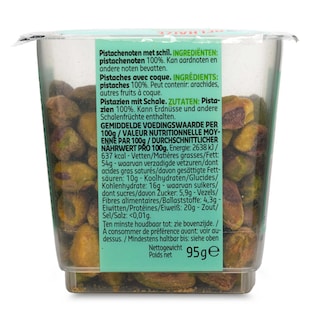 Pistachenoten met schil. INGREDIËNTEN:
pistachenoten 100%. Kan aardnoten en
andere noten bevatten.
Pistaches avec coque. INGRÉDIENTS:
pistaches 100%. Peut contenir: arachides,
autres fruits à coque.
Pistazien mit Schale. ZUTATEN: Pista-
zien 100%. Kann Erdnüsse und andere
Schalenfrüchte enthalten.
GEMIDDELDE VOEDINGSWAARDE PER
100g / VALEUR NUTRITIONNELLE MOY-
ENNE PAR 100g / DURCHSCHNITTLICHER
NÄHRWERT PRO 100g. Energie: 2638 kJ /
637 kcal - Vetten/Matières grasses/Fett:
54g - waarvan verzadigde vetzuren/dont
acides gras saturés/davon gesättigte Fett-
säuren: 10g - Koolhydraten/Glucides/
Kohlenhydrate: 16g - waarvan suikers/
dont sucres/davon Zucker: 5,9g - Vezels/
Fibres alimentaires/Ballaststoffe: 4,3g -
Eiwitten/Protéines/Eiweiß: 20g - Zout/
Sel/Salz: <0,01g.
Ten minste houdbaar tot: zie bovenzijde. /
A consommer de préférence avant: voir au-
dessus. / Mindestens haltbar bis: siehe oben
Nettogewicht
Poids net
95g e